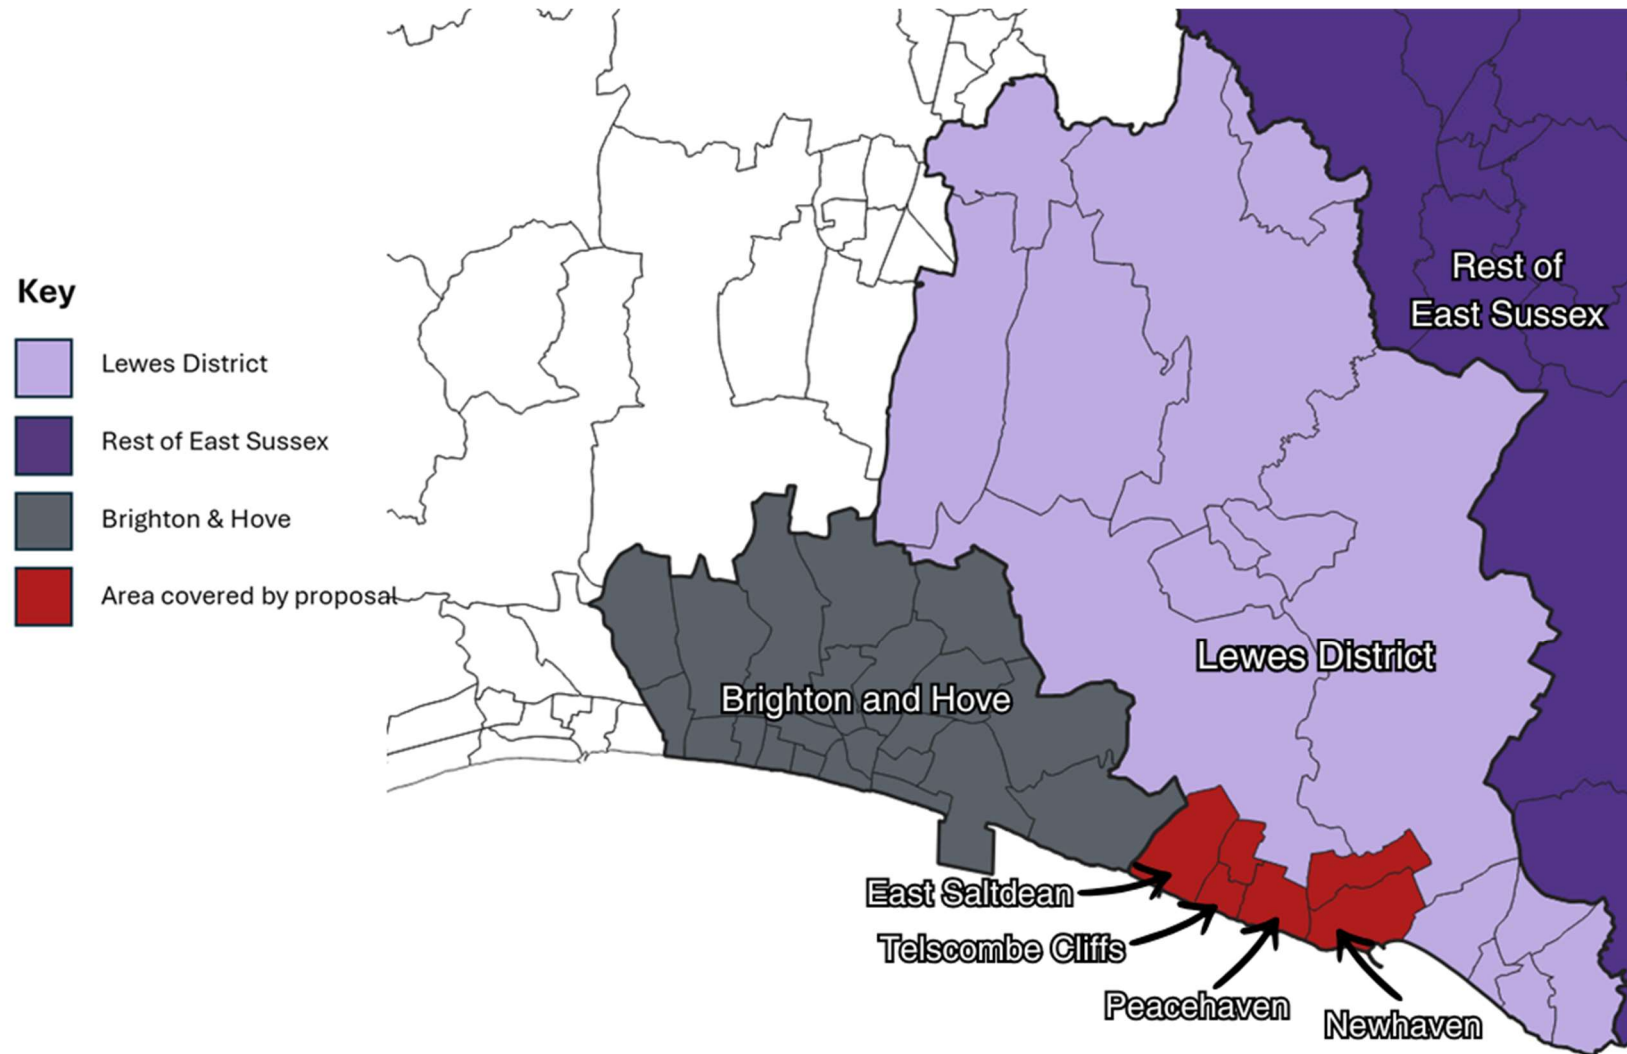 Key
Lewes District
Rest of East Sussex
Brighton & Hove
Area covered by proposal
Rest of
East Sussex
Lewes District
Brighton and Hove
East Saltdean
Telscombe Cliffs
Peacehaven
Newhaven